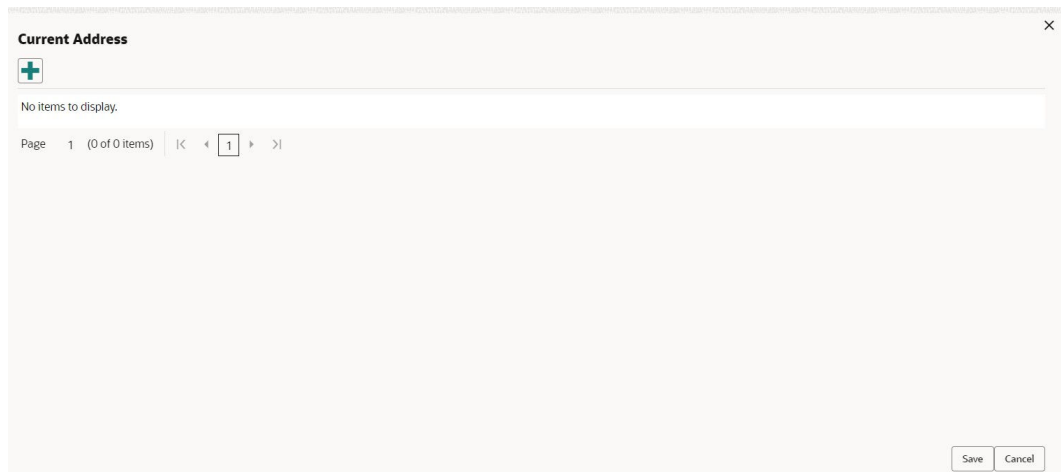 Current Address
No items to display.
Page 1 (0 of 0 items) 1
Save Cancel